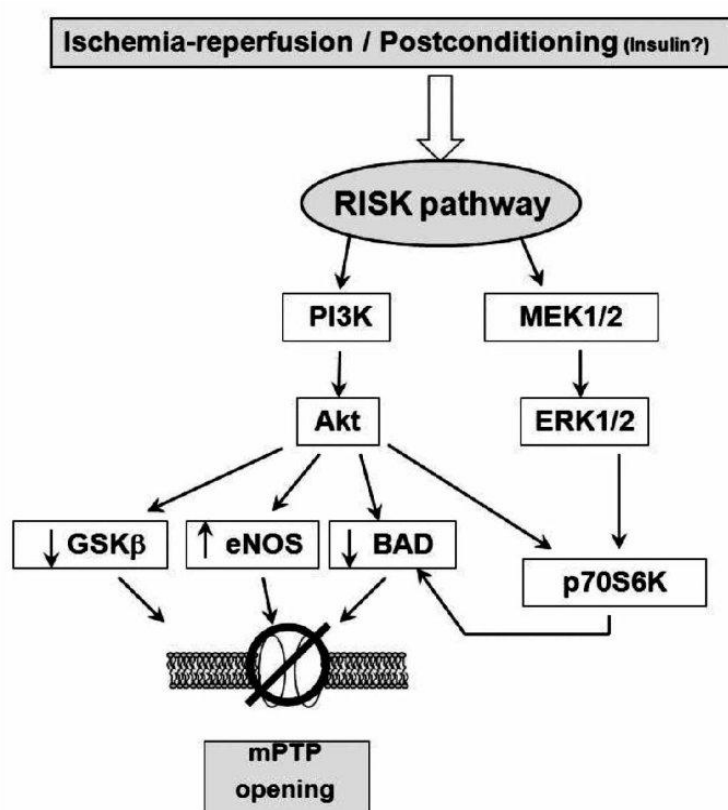 Ischemia-reperfusion / Postconditioning (Insulin?)
RISK pathway
PI3K
MEK1/2
Akt
ERK1/2
↓ GSKβ
↑ eNOS
↓ BAD
p70S6K
mPTP
opening